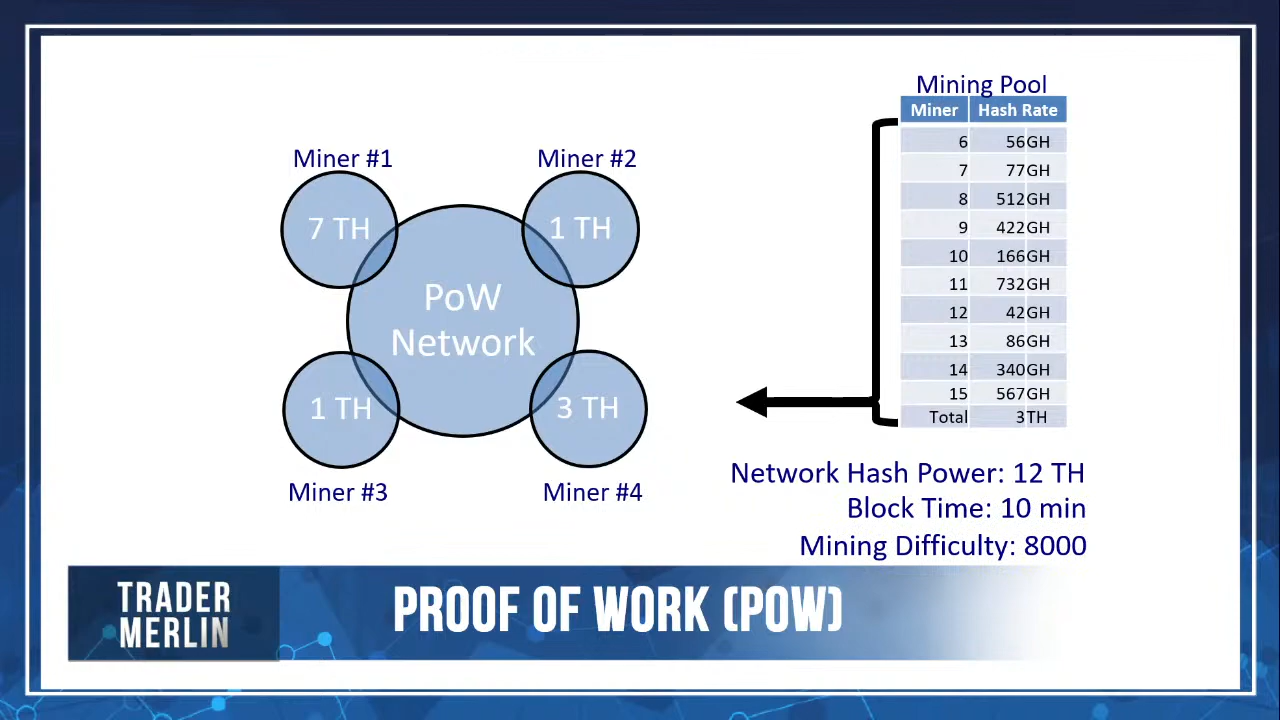 Mining Pool
Miner Hash Rate
6 56GH
7 77GH
8 512GH
9 422GH
10 166GH
11 732GH
12 42GH
13 86GH
14 340GH
15 567GH
Total 3TH
Miner #1
Miner #2
7 TH
1 TH
PoW
Network
1 TH
3 TH
Miner #3
Miner #4
Network Hash Power: 12 TH
Block Time: 10 min
Mining Difficulty: 8000
TRADER
MERLIN
PROOF OF WORK (POW)